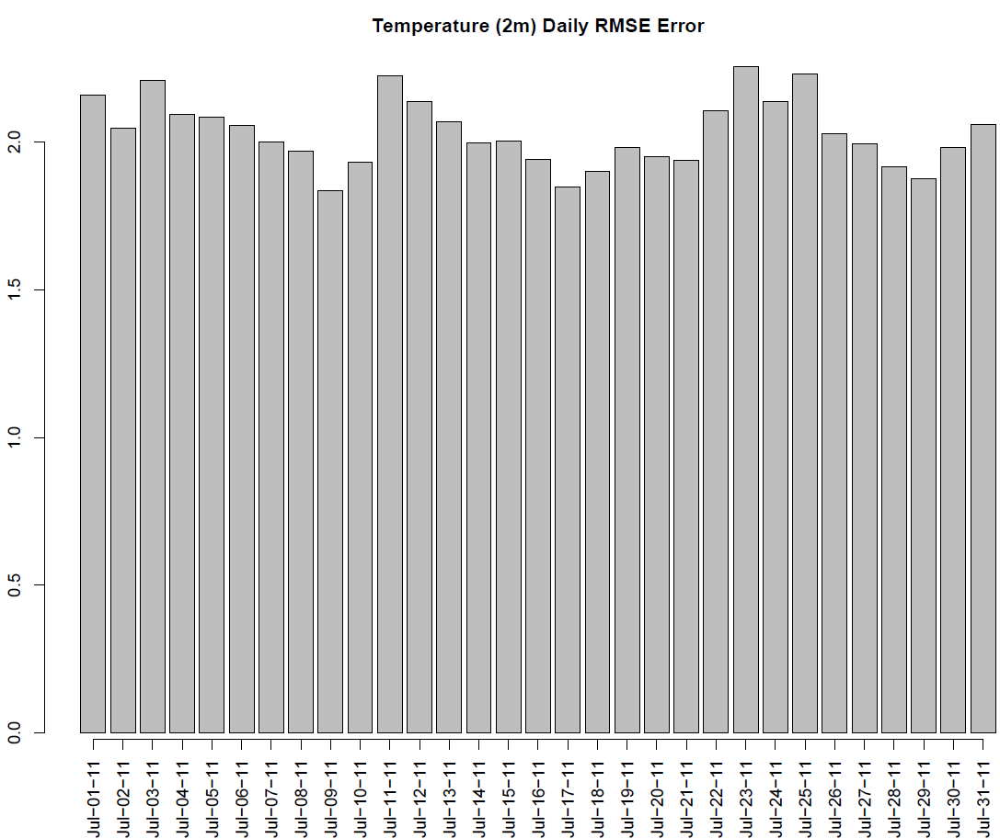 Temperature (2m) Daily RMSE Error
2.0
1.5
1.0
0.5
0.0
Jul−01−11
Jul−02−11
Jul−03−11
Jul−04−11
Jul−05−11
Jul−06−11
Jul−07−11
Jul−08−11
Jul−09−11
Jul−10−11
Jul−11−11
Jul−12−11
Jul−13−11
Jul−14−11
Jul−15−11
Jul−16−11
Jul−17−11
Jul−18−11
Jul−19−11
Jul−20−11
Jul−21−11
Jul−22−11
Jul−23−11
Jul−24−11
Jul−25−11
Jul−26−11
Jul−27−11
Jul−28−11
Jul−29−11
Jul−30−11
Jul−31−11